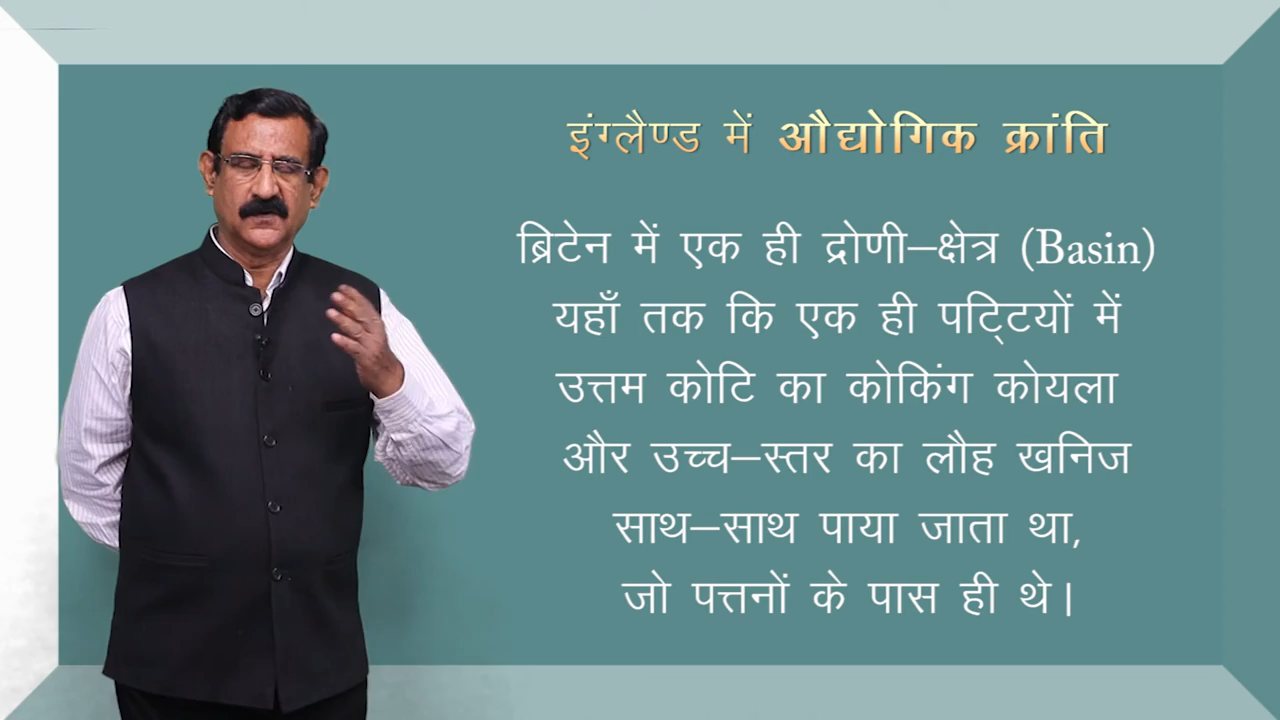 इंग्लैण्ड में औद्योगिक क्रांति
ब्रिटेन में एक ही द्रोणी–क्षेत्र (Basin)
यहाँ तक कि एक ही पट्टियों में
उत्तम कोटि का कोकिंग कोयला
और उच्च–स्तर का लौह खनिज
साथ–साथ पाया जाता था,
जो पत्तनों के पास ही थे।